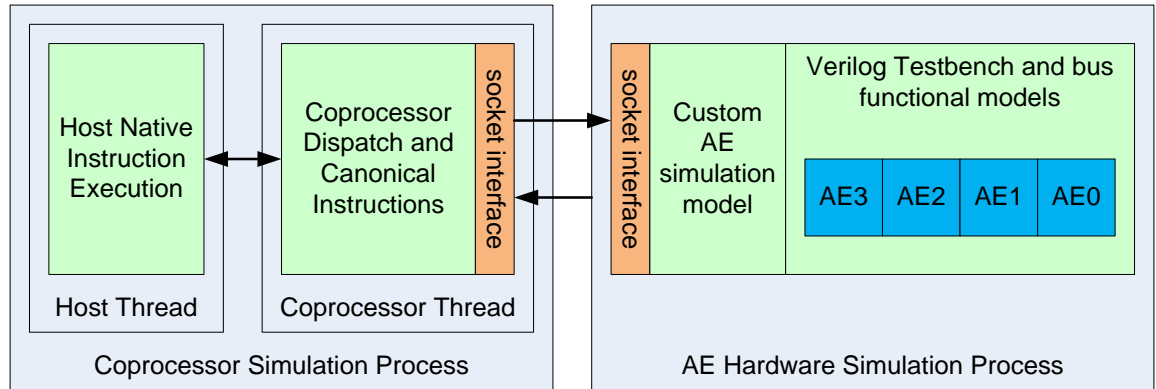 Host Native
Instruction
Execution
Host Thread
Coprocessor
Dispatch and
Canonical
Instructions
socket interface
Coprocessor Thread
Coprocessor Simulation Process
socket interface
Custom
AE
simulation
model
Verilog Testbench and bus
functional models
AE3 AE2 AE1 AE0
AE Hardware Simulation Process